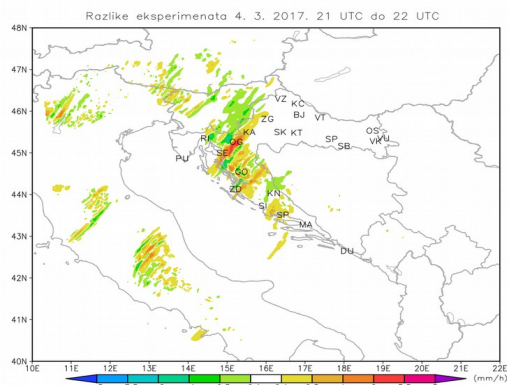 Razlike eksperimenata 4. 3. 2017. 21 UTC do 22 UTC
48N
47N
VZ
KC
46N
BJ
VT
ZG
RI
KA
SK
KT
OS
VU
OG
SP
VK
SB
45N
SE
PU
GO
ZD
KN
44N
SI
SP
MA
43N
DU
42N
41N
40N
10E 11E 12E 13E 14E 15E 16E 17E 18E 19E 20E 21E 22E
(mm/h)